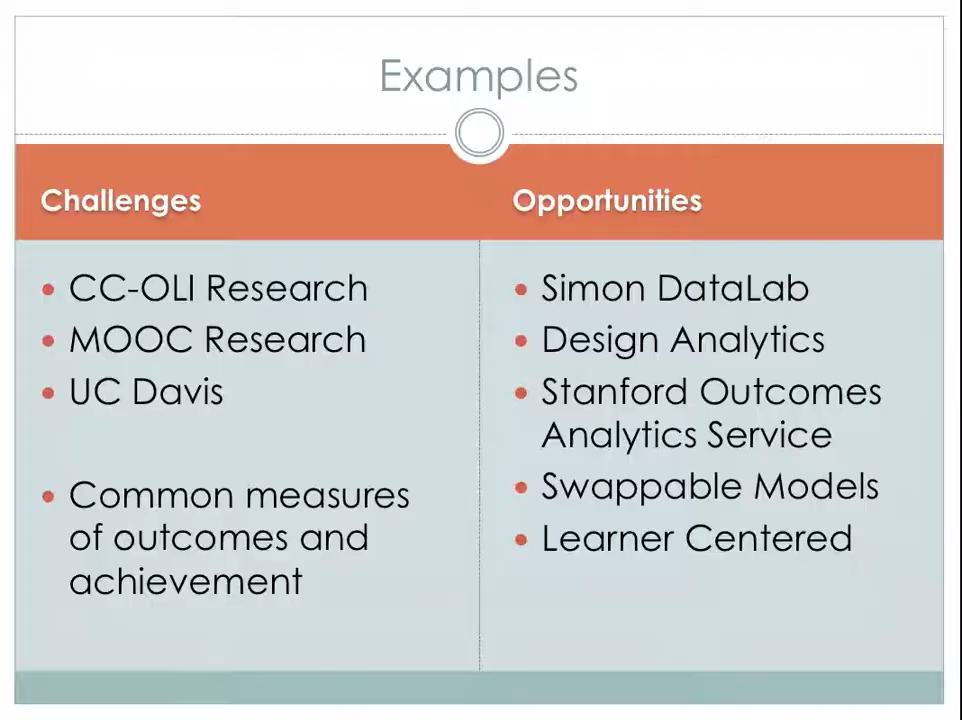 Examples
Challenges
CC-OLI Research
MOOC Research
UC Davis
Common measures
of outcomes and
achievement
Opportunities
Simon DataLab
Design Analytics
Stanford Outcomes
Analytics Service
Swappable Models
Learner Centered